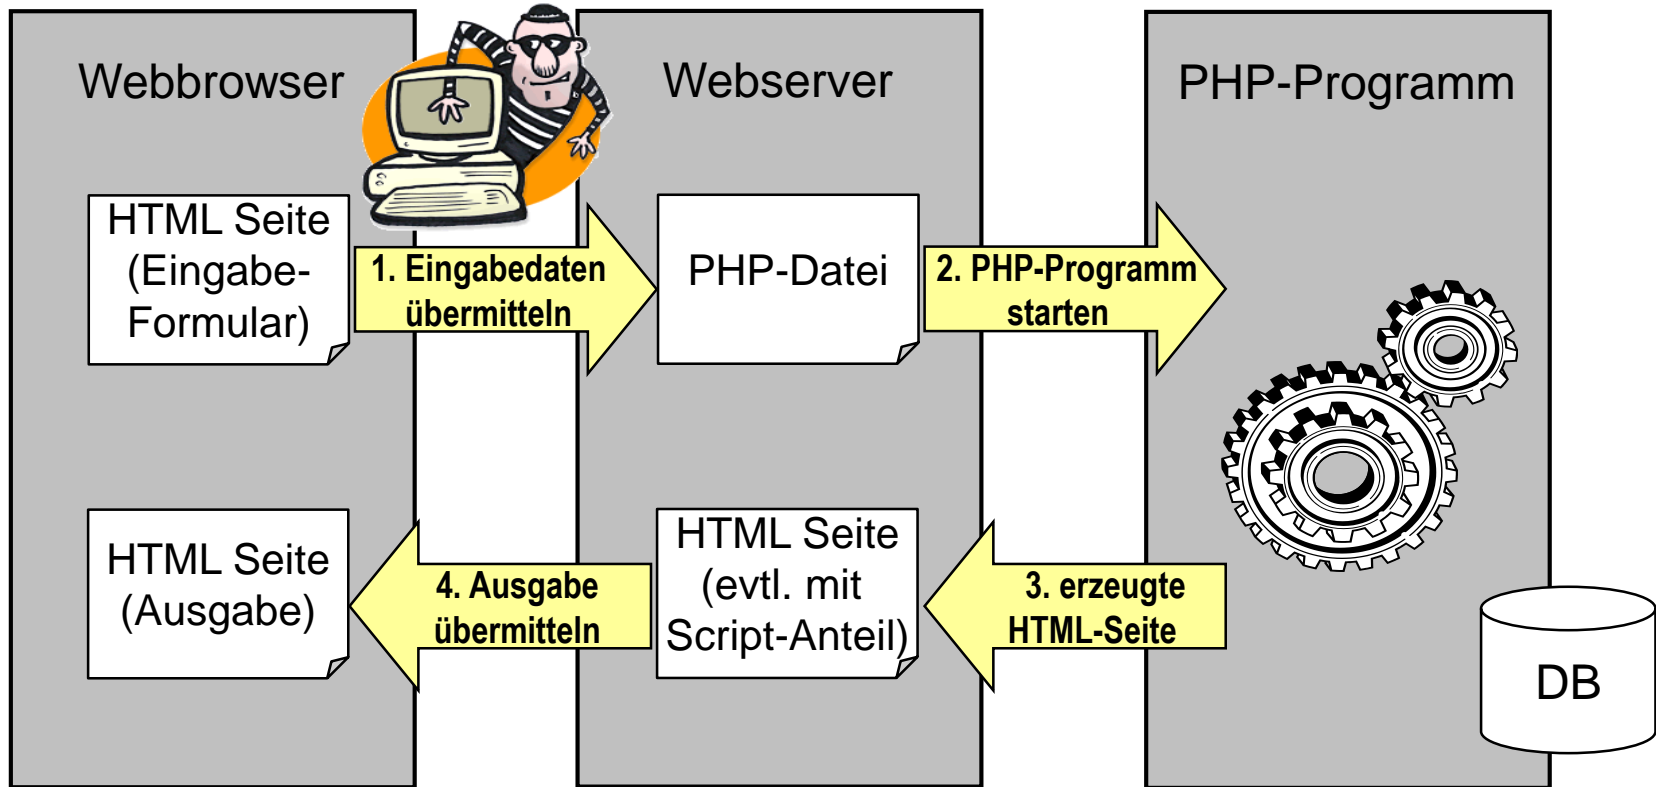 Webbrowser
Webserver
PHP-Programm
HTML Seite
(Eingabe-
Formular)
1. Eingabedaten
übermitteln
PHP-Datei
2. PHP-Programm
starten
HTML Seite
(Ausgabe)
4. Ausgabe
übermitteln
HTML Seite
(evtl. mit
Script-Anteil)
3. erzeugte
HTML-Seite
DB